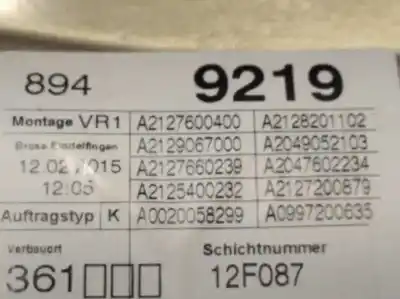 894 9219
Montage VR1 A2127600400 A2128201102
A2129067000 A2049052103
12.02.2015 A2127660239 A2047602234
12:05 A2125400232 A2127200879
Auftragstyp K A0020058299 A0997200635
Verbauort Schichtnummer
361□□□ 12F087